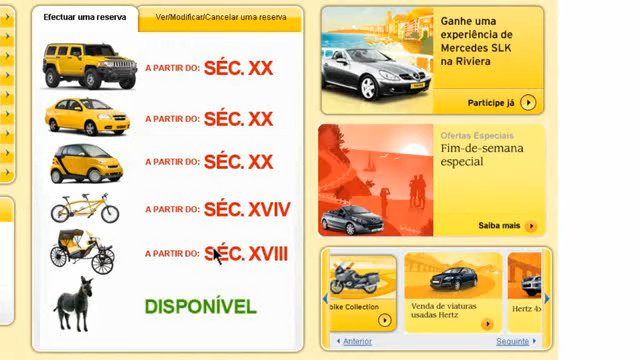 Efectuar uma reserva
Ver/Modificar/Cancelar uma reserva
A PARTIR DO: SÉC. XX
A PARTIR DO: SÉC. XX
A PARTIR DO: SÉC. XX
A PARTIR DO: SÉC. XVIV
A PARTIR DO: SÉC. XVIII
DISPONÍVEL
Ganhe uma
experiência de
Mercedes SLK
na Riviera
Participe já
Ofertas Especiais
Fim-de-semana
especial
Saiba mais
bike Collection
Venda de viaturas
usadas Hertz
Hertz 4x
Anterior
Seguinte